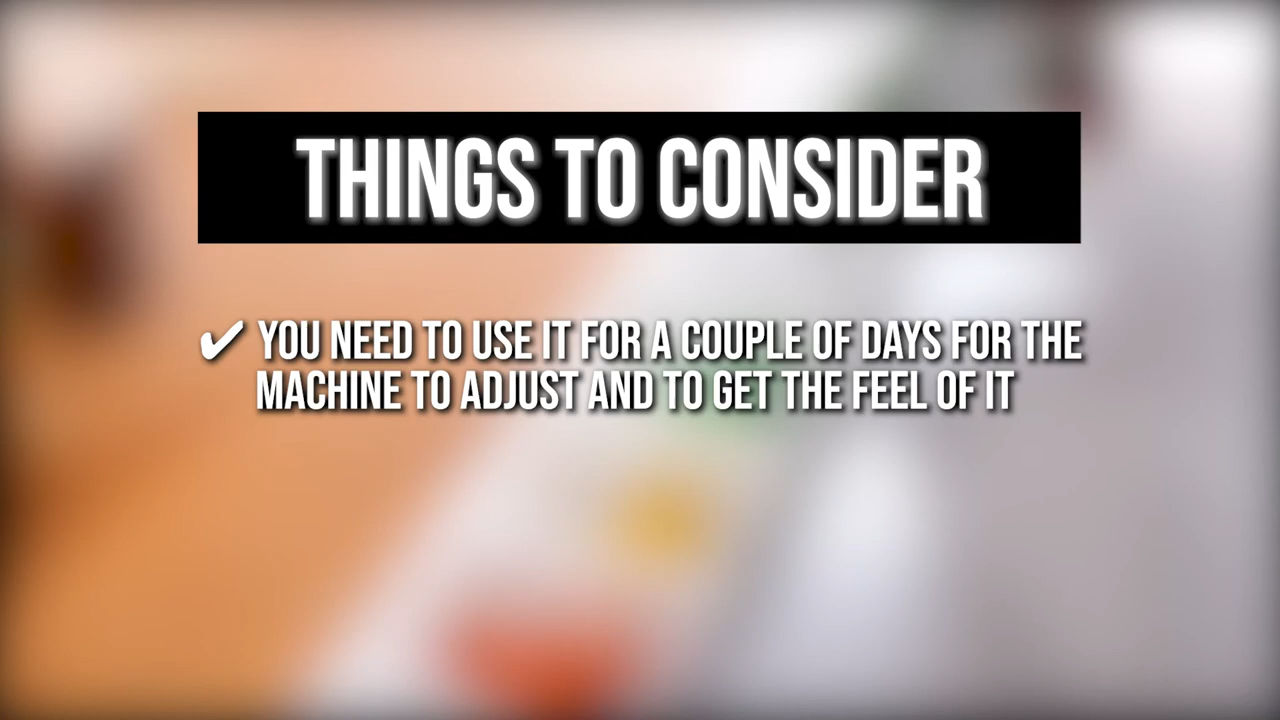 THINGS TO CONSIDER
✔ YOU NEED TO USE IT FOR A COUPLE OF DAYS FOR THE
MACHINE TO ADJUST AND TO GET THE FEEL OF IT